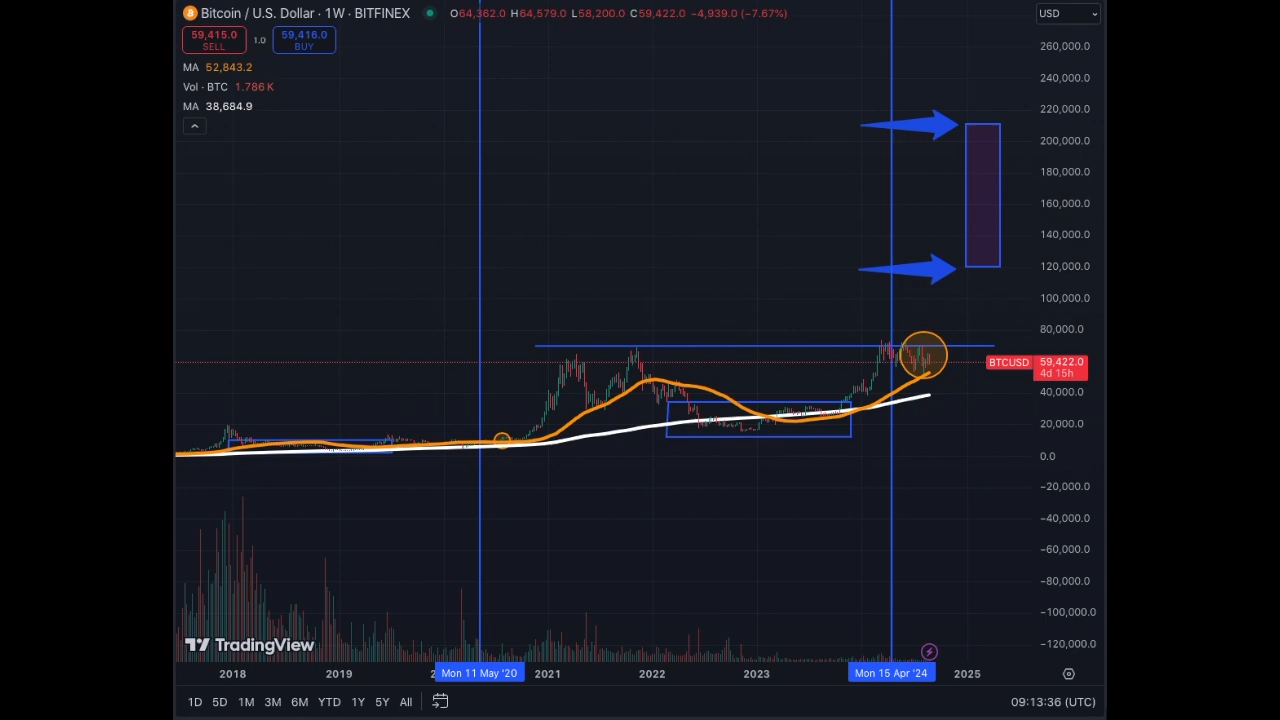 Bitcoin / U.S. Dollar · 1W · BITFINEX O64,362.0 H64,579.0 L58,200.0 C59,422.0 −4,939.0 (−7.67%) USD
59,415.0 1.0 59,416.0
SELL BUY
MA 52,843.2
Vol · BTC 1.786 K
MA 38,684.9
260,000.0
240,000.0
220,000.0
200,000.0
180,000.0
160,000.0
140,000.0
120,000.0
100,000.0
80,000.0
BTCUSD 59,422.0
4d 15h
40,000.0
20,000.0
0.0
−20,000.0
−40,000.0
−60,000.0
−80,000.0
−100,000.0
−120,000.0
TradingView
2018 2019 Mon 11 May '20 2021 2022 2023 Mon 15 Apr '24 2025
1D 5D 1M 3M 6M YTD 1Y 5Y All 09:13:36 (UTC)